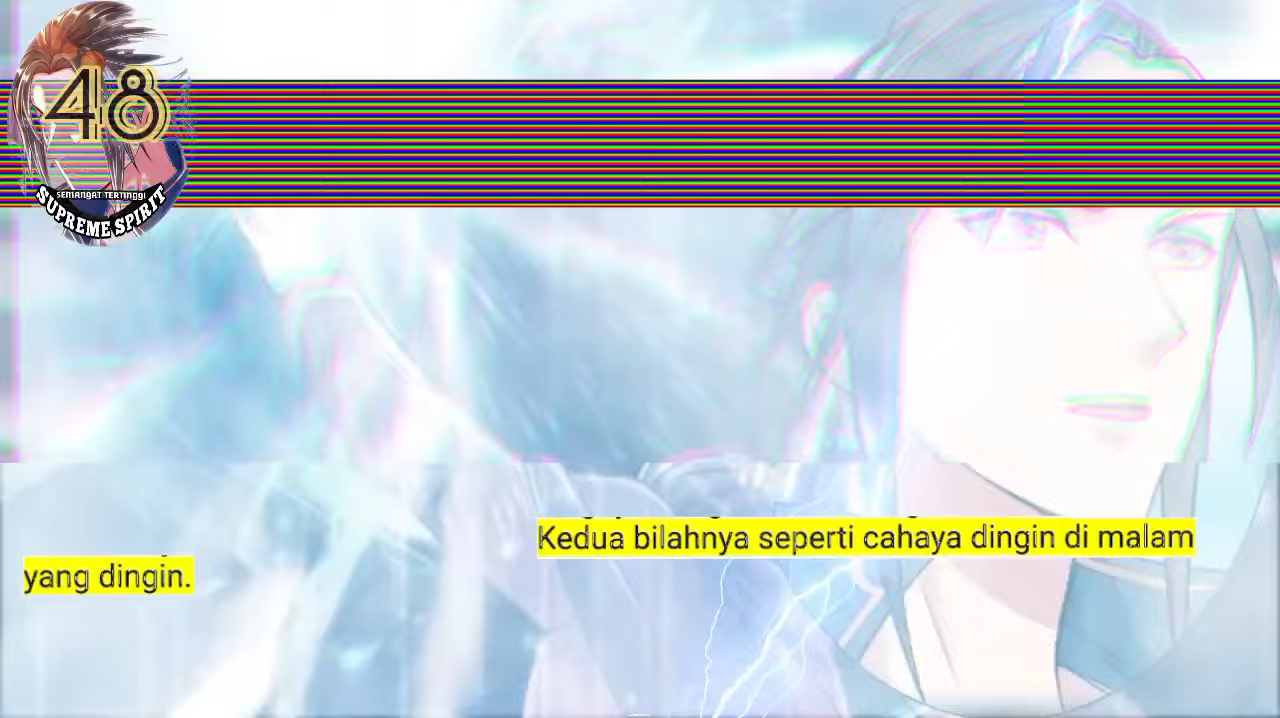 48
SEMANGAT TERTINGGI
SUPREME SPIRIT
Kedua bilahnya seperti cahaya dingin di malam
yang dingin.